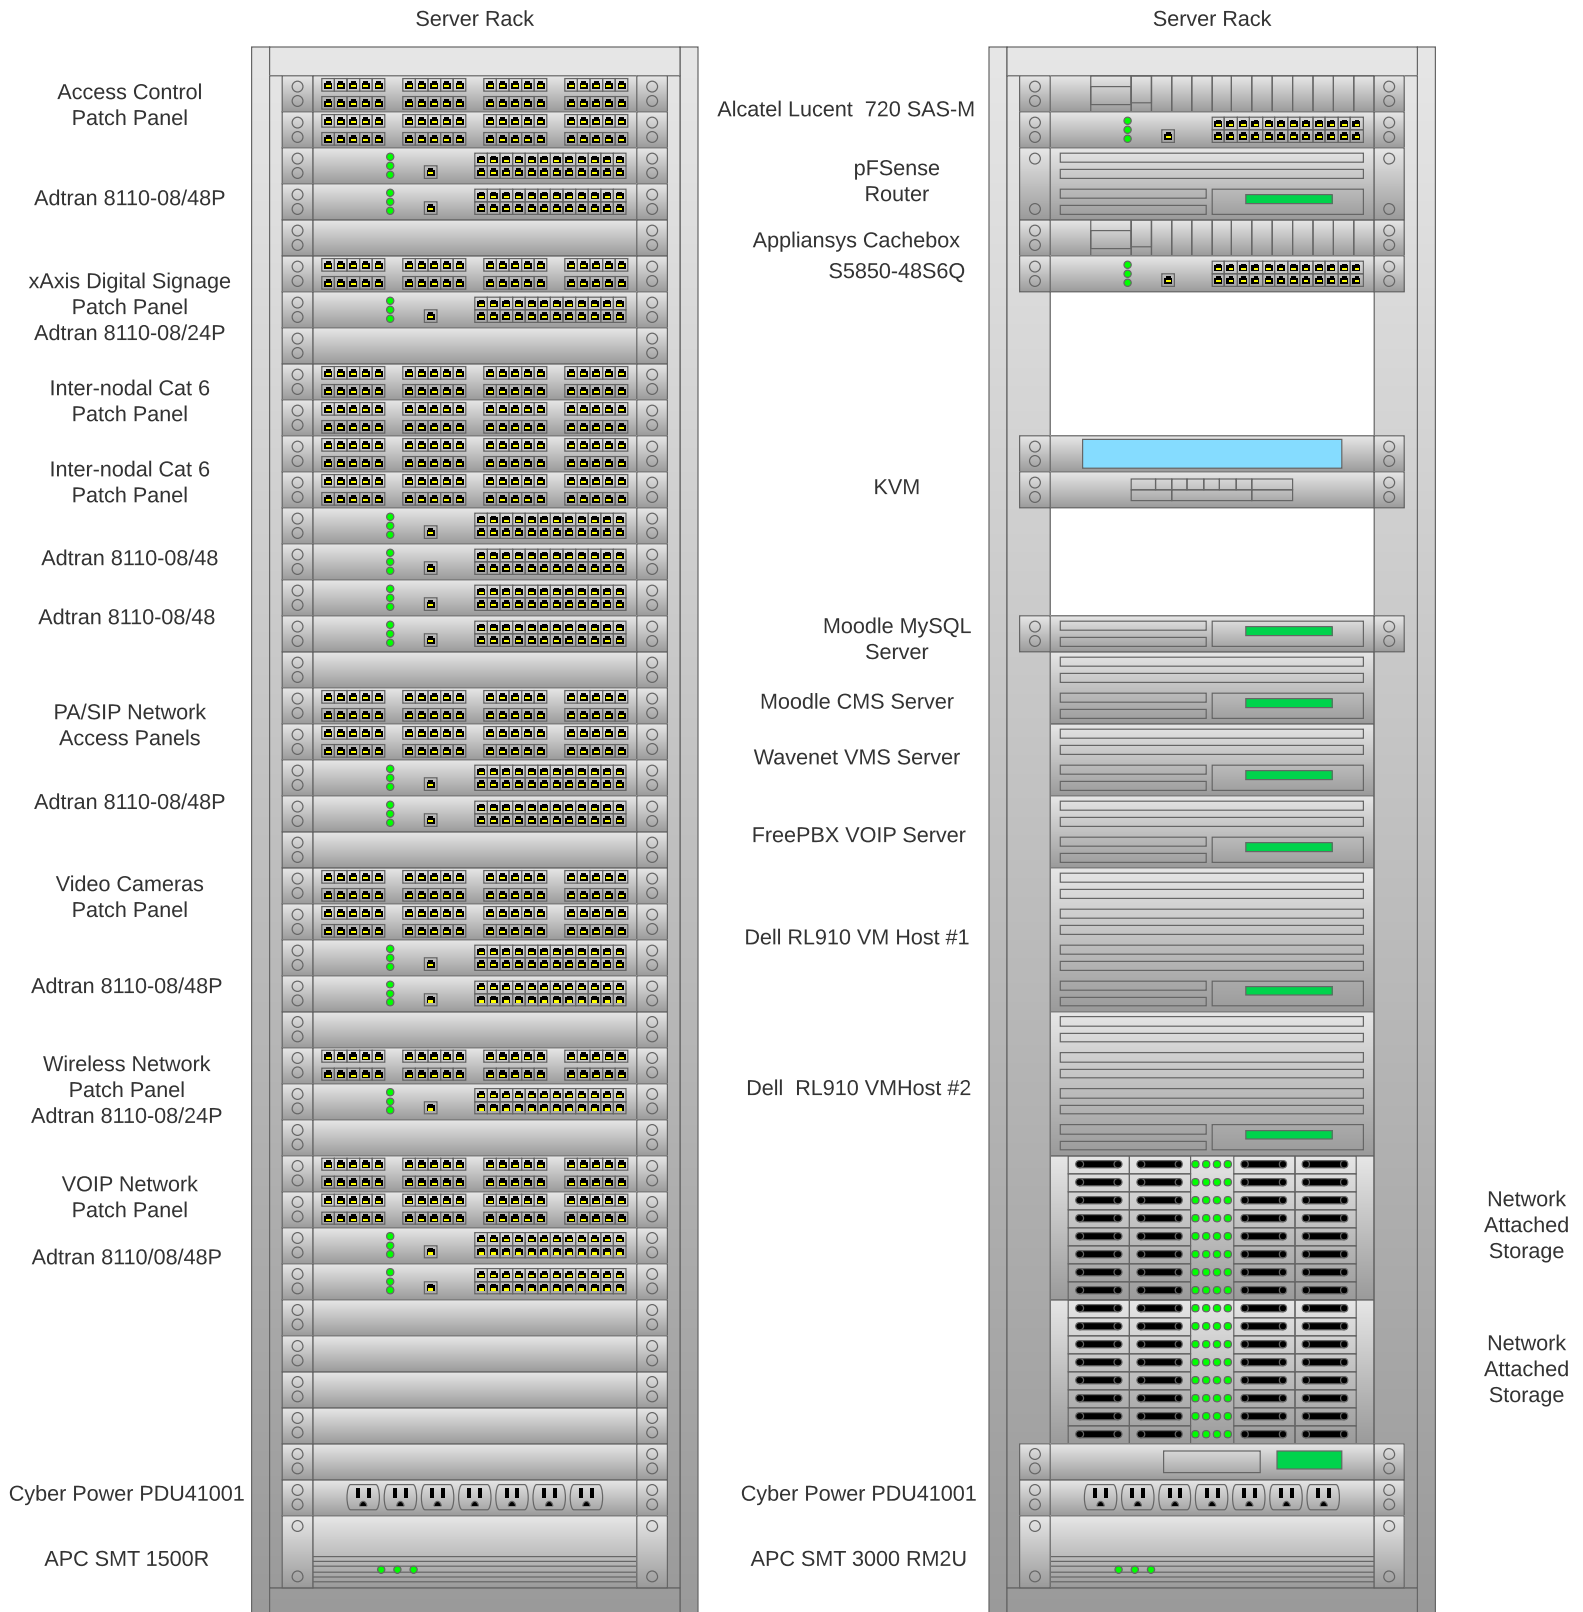 Server Rack
Access Control
Patch Panel
Adtran 8110-08/48P
xAxis Digital Signage
Patch Panel
Adtran 8110-08/24P
Inter-nodal Cat 6
Patch Panel
Inter-nodal Cat 6
Patch Panel
Adtran 8110-08/48
Adtran 8110-08/48
PA/SIP Network
Access Panels
Adtran 8110-08/48P
Video Cameras
Patch Panel
Adtran 8110-08/48P
Wireless Network
Patch Panel
Adtran 8110-08/24P
VOIP Network
Patch Panel
Adtran 8110/08/48P
Cyber Power PDU41001
APC SMT 1500R
Server Rack
Alcatel Lucent  720 SAS-M
pFSense
Router
Appliansys Cachebox
S5850-48S6Q
KVM
Moodle MySQL
Server
Moodle CMS Server
Wavenet VMS Server
FreePBX VOIP Server
Dell RL910 VM Host #1
Dell  RL910 VMHost #2
Network
Attached
Storage
Network
Attached
Storage
Cyber Power PDU41001
APC SMT 3000 RM2U